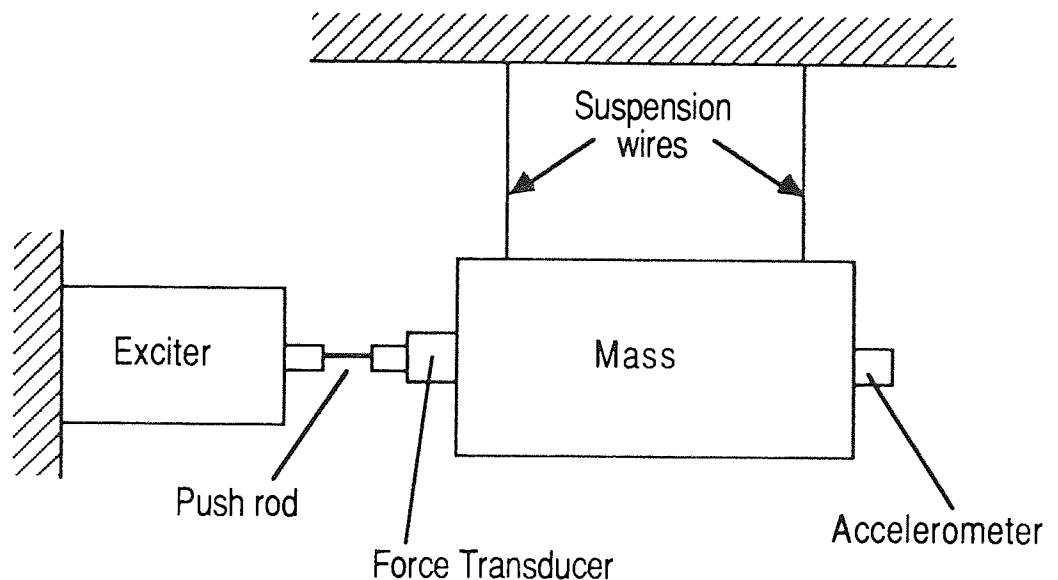 Suspension
wires
Exciter
Mass
Push rod
Force Transducer
Accelerometer